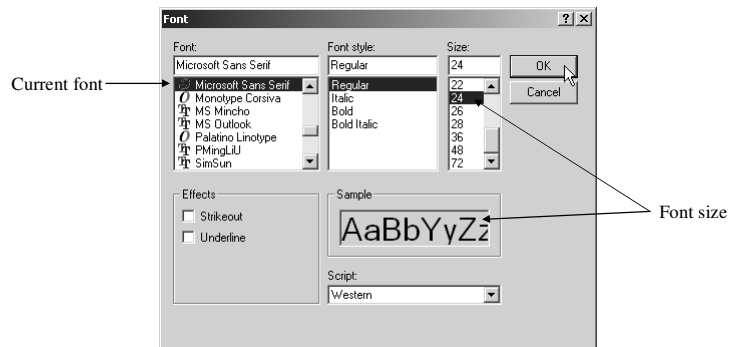 Font
? x
Font:
Font style:
Size:
Microsoft Sans Serif
Regular
24
OK
Cancel
Current font
Microsoft Sans Serif
Monotype Corsiva
MS Mincho
MS Outlook
Palatino Linotype
PMingLiU
SimSun
Regular
Italic
Bold
Bold Italic
22
24
26
28
36
48
72
Effects
Strikeout
Underline
Sample
AaBbYyZz
Font size
Script:
Western